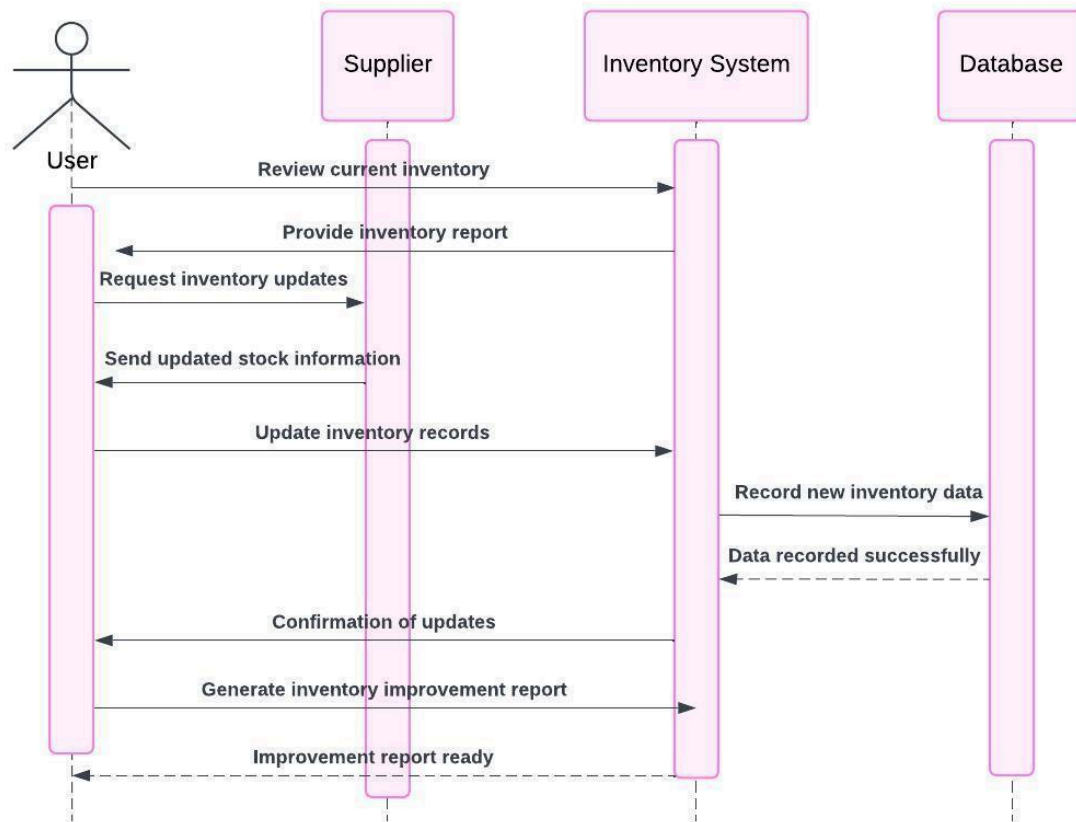 Supplier
Inventory System
Database
User
Review current inventory
Provide inventory report
Request inventory updates
Send updated stock information
Update inventory records
Record new inventory data
Data recorded successfully
Confirmation of updates
Generate inventory improvement report
Improvement report ready